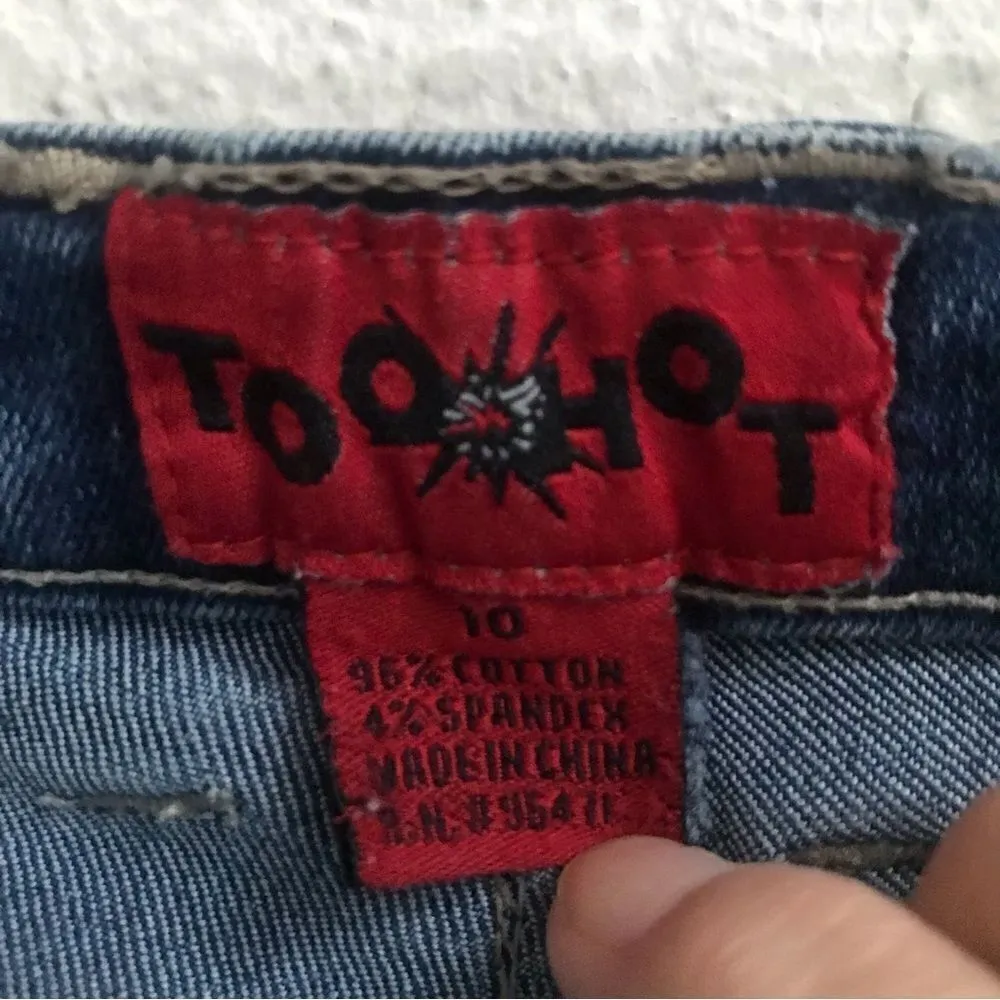 TOO HOT
10
96% COTTON
4% SPANDEX
MADE IN CHINA
R.N. # 95411